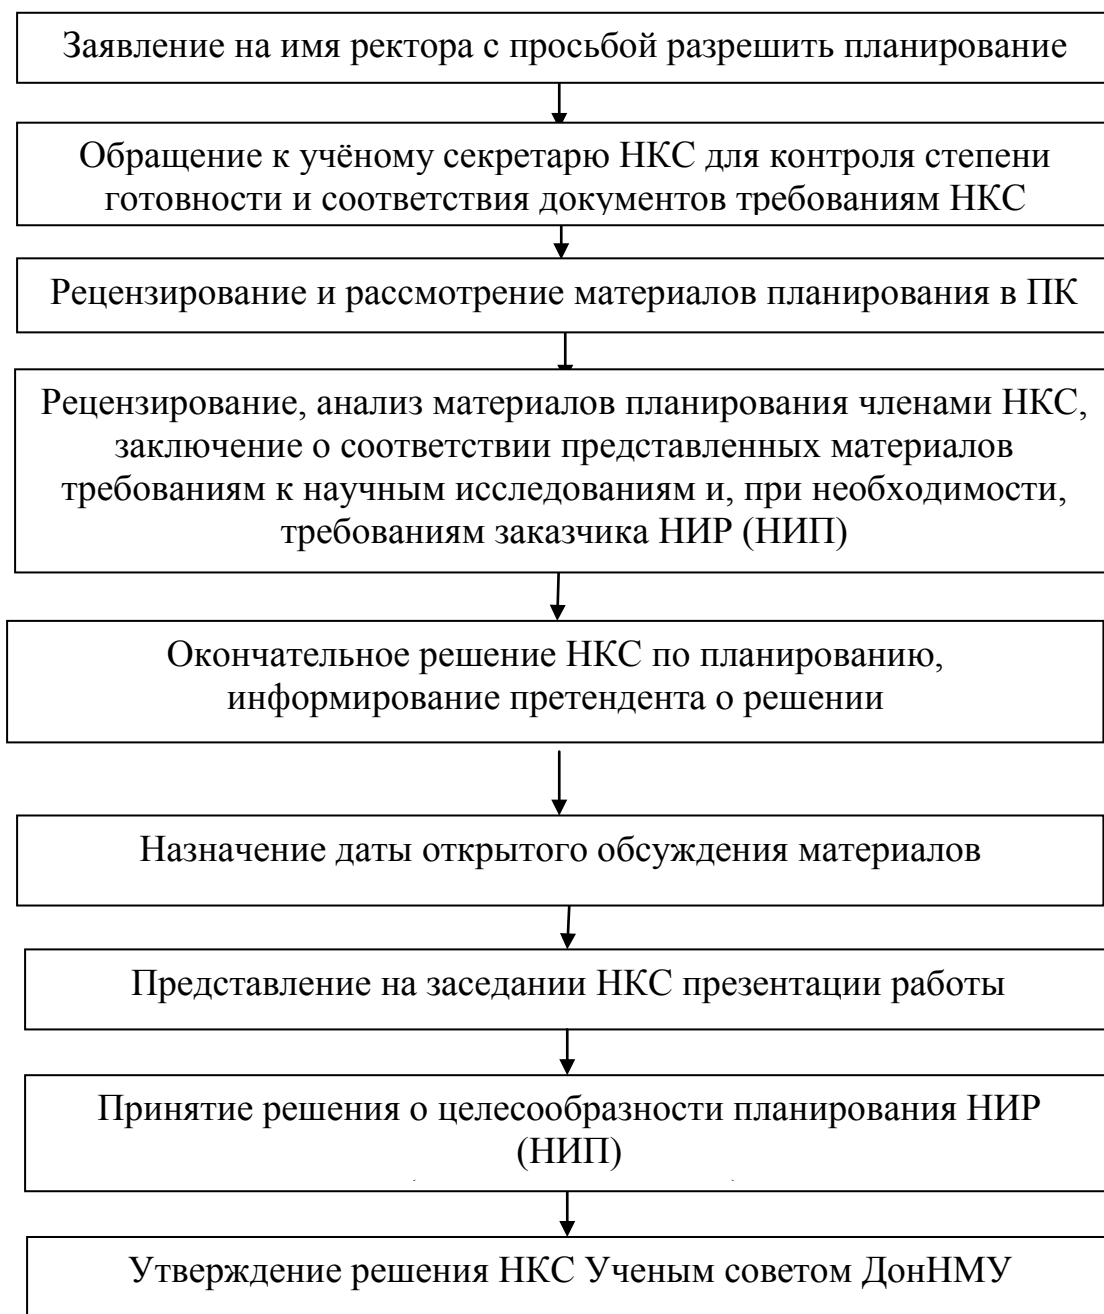 Заявление на имя ректора с просьбой разрешить планирование
Обращение к учёному секретарю НКС для контроля степени
готовности и соответствия документов требованиям НКС
Рецензирование и рассмотрение материалов планирования в ПК
Рецензирование, анализ материалов планирования членами НКС,
заключение о соответствии представленных материалов
требованиям к научным исследованиям и, при необходимости,
требованиям заказчика НИР (НИП)
Окончательное решение НКС по планированию,
информирование претендента о решении
Назначение даты открытого обсуждения материалов
Представление на заседании НКС презентации работы
Принятие решения о целесообразности планирования НИР
(НИП)
Утверждение решения НКС Ученым советом ДонНМУ